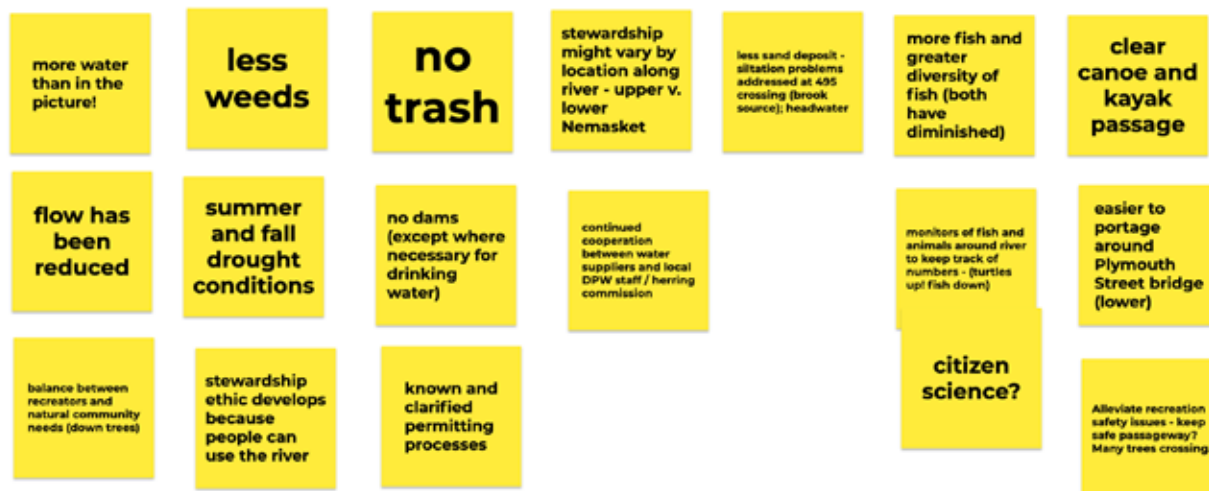 more water
than in the
picture!
less
weeds
no
trash
stewardship
might vary by
location along
river - upper v.
lower
Nemasket
less sand deposit -
siltation problems
addressed at 495
crossing (brook
source); headwater
more fish and
greater
diversity of
fish (both
have
diminished)
clear
canoe and
kayak
passage
flow has
been
reduced
summer
and fall
drought
conditions
no dams
(except where
necessary for
drinking
water)
continued
cooperation
between water
suppliers and local
DPW staff / herring
commission
monitors of fish and
animals around river
to keep track of
numbers - (turtles
up! fish down)
easier to
portage
around
Plymouth
Street bridge
(lower)
balance between
recreators and
natural community
needs (down trees)
stewardship
ethic develops
because
people can
use the river
known and
clarified
permitting
processes
citizen
science?
Alleviate recreation
safety issues - keep
safe passageway?
Many trees crossing